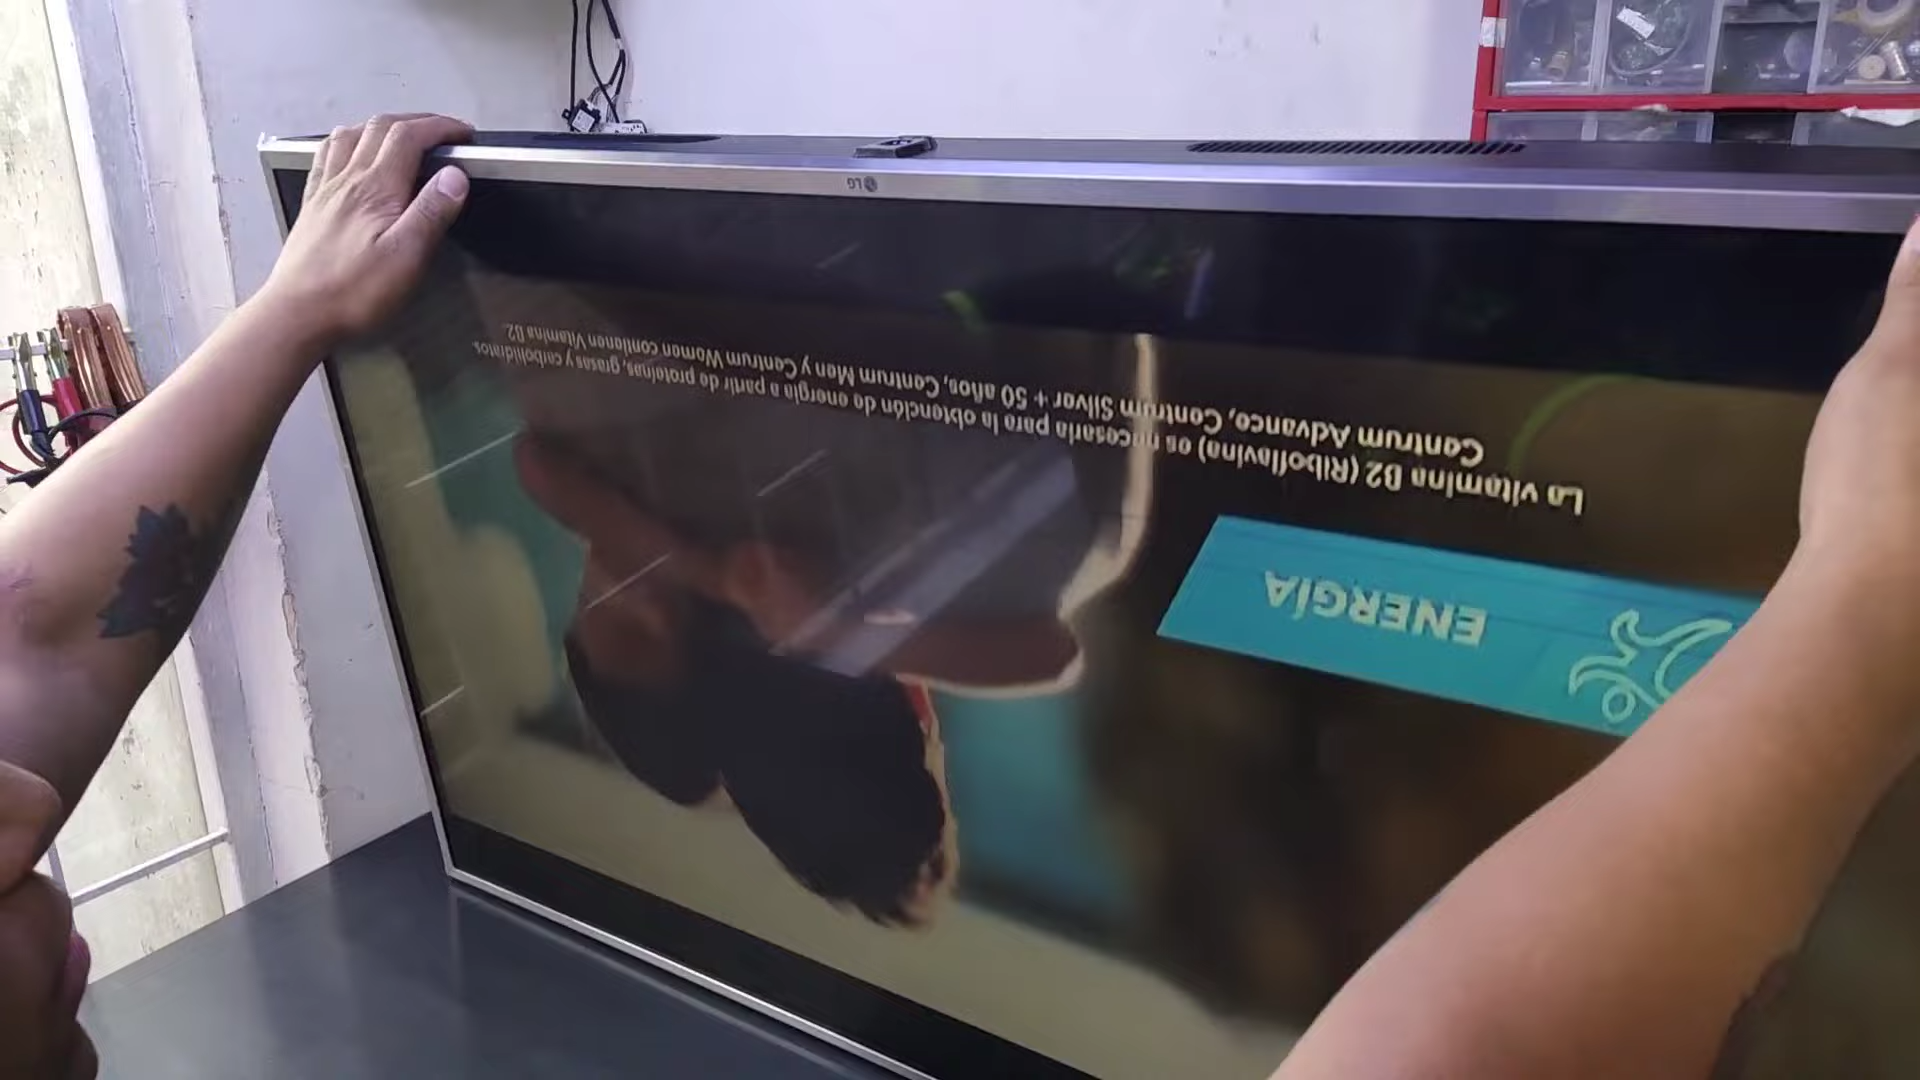 LG
ENERGÍA
La vitamina B2 (Riboflavina) es necesaria para la obtención de energía a partir de proteínas, grasas y carbohidratos.
Centrum Advance, Centrum Silver + 50 años, Centrum Men y Centrum Women contienen Vitamina B2.